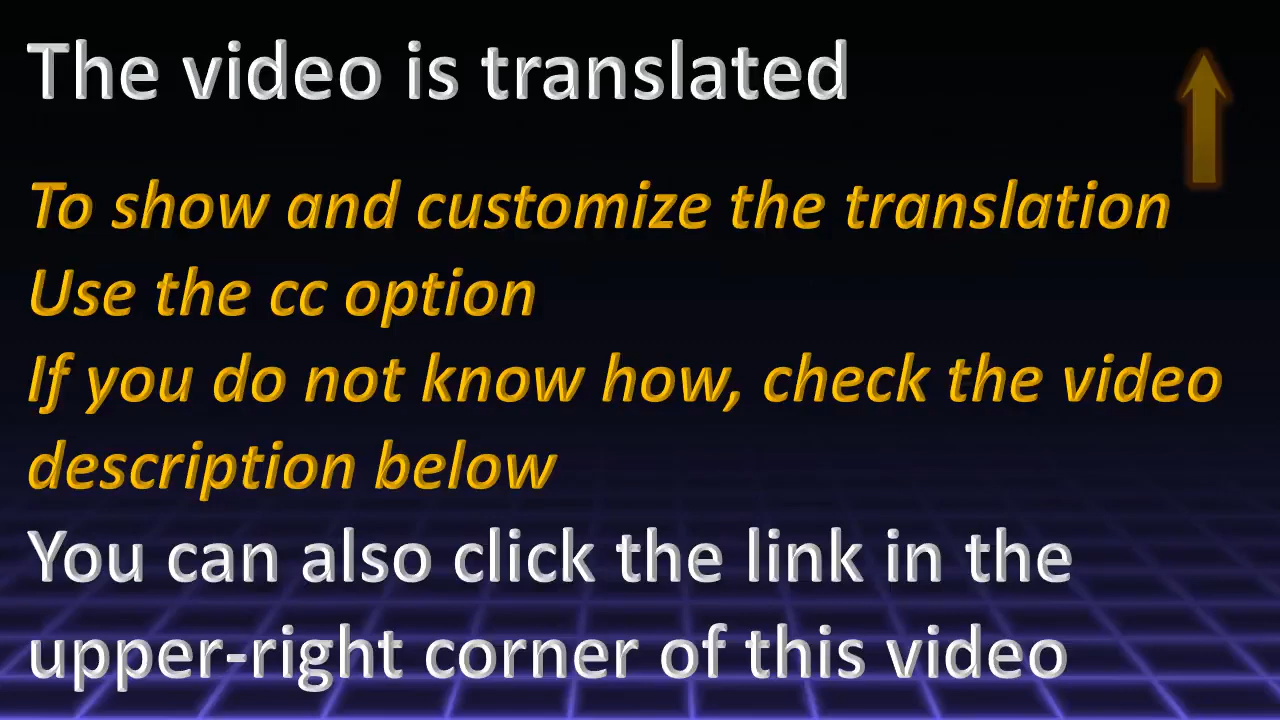 The video is translated
To show and customize the translation
Use the cc option
If you do not know how, check the video
description below
You can also click the link in the
upper-right corner of this video